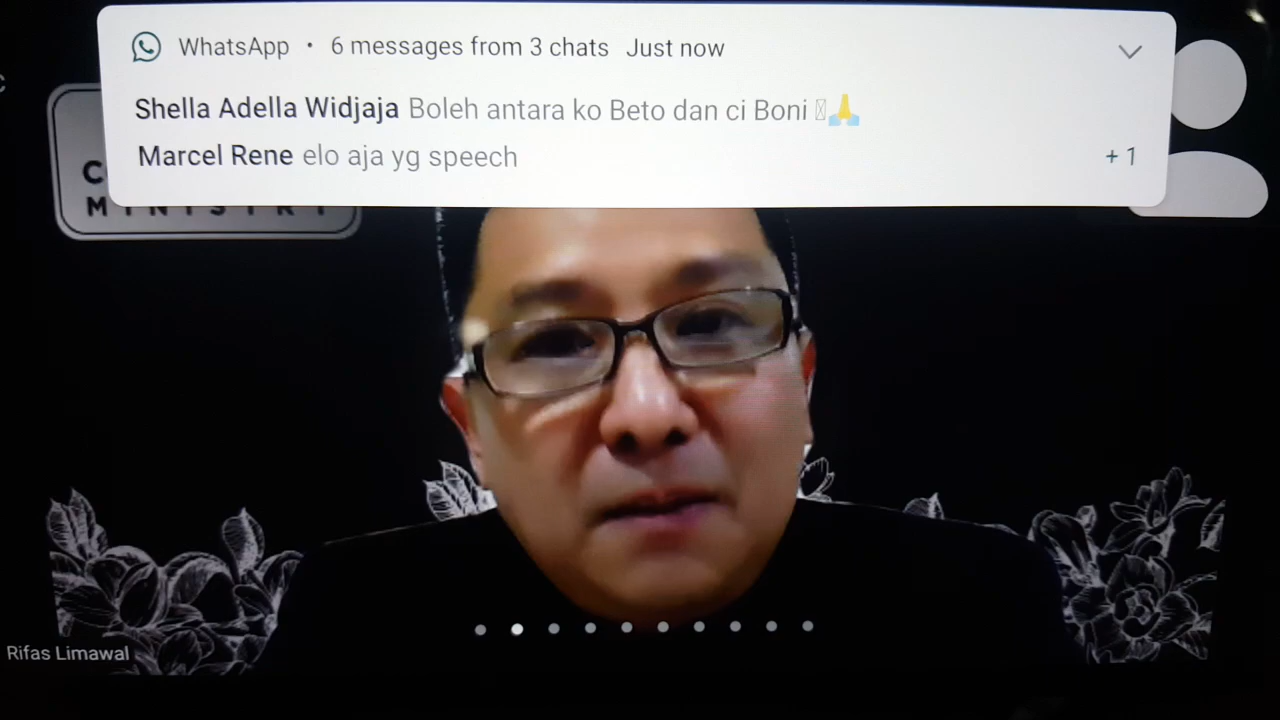 WhatsApp • 6 messages from 3 chats Just now
Shella Adella Widjaja Boleh antara ko Beto dan ci Boni 🙏
Marcel Rene elo aja yg speech +1
MINISTRY
Rifas Limawal